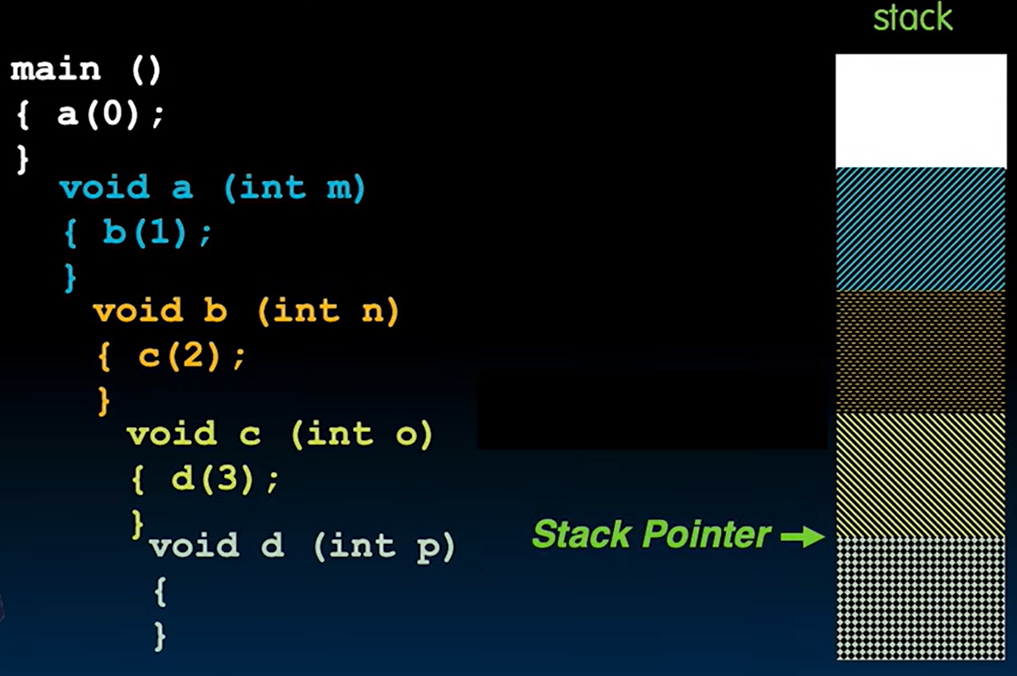 stack
main ()
{ a(0);
}
void a (int m)
{ b(1);
}
void b (int n)
{ c(2);
}
void c (int o)
{ d(3);
}
void d (int p)
{
}
Stack Pointer